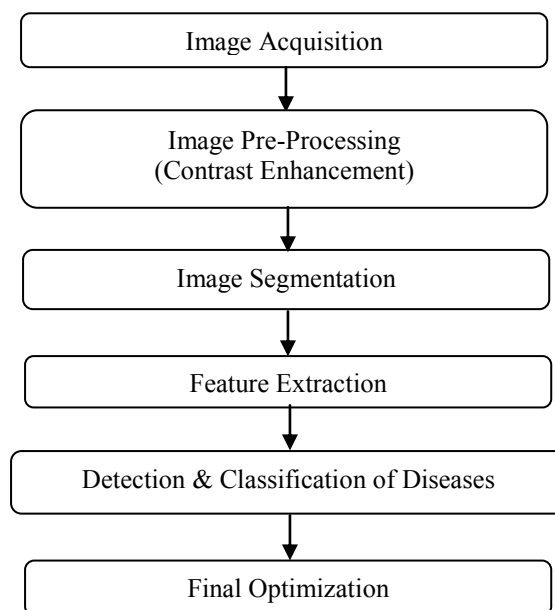 Image Acquisition
Image Pre-Processing
(Contrast Enhancement)
Image Segmentation
Feature Extraction
Detection & Classification of Diseases
Final Optimization